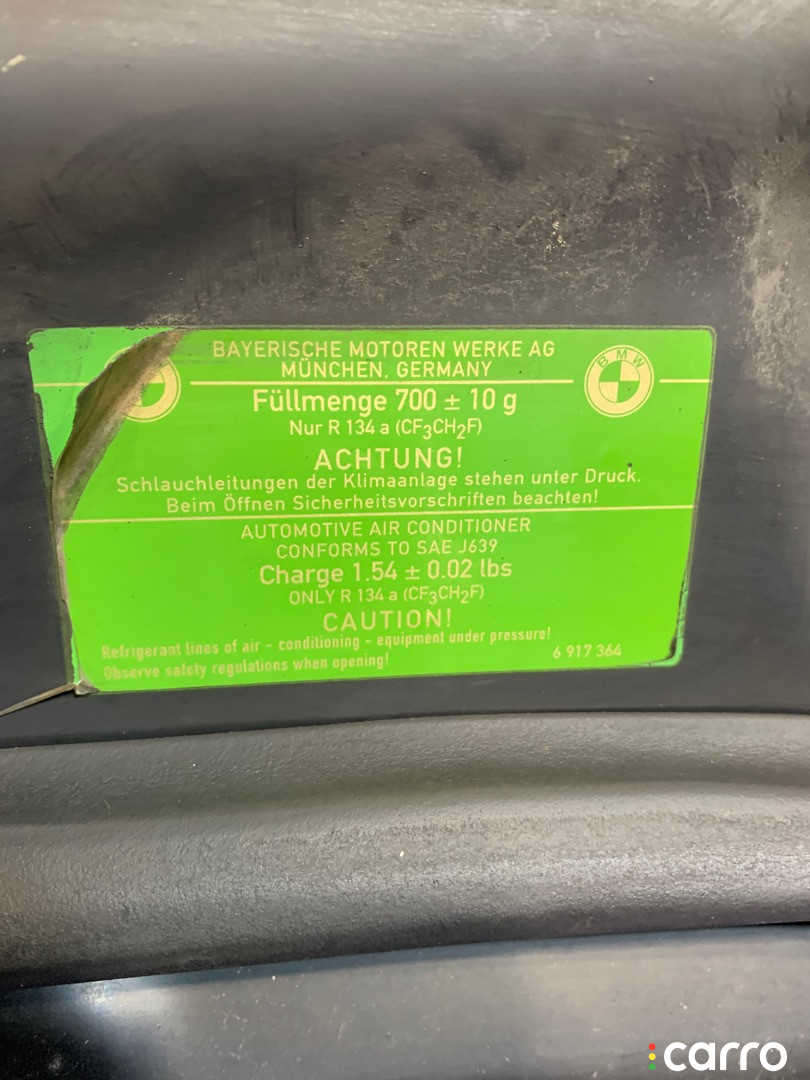 BAYERISCHE MOTOREN WERKE AG
MÜNCHEN, GERMANY
BMW
Füllmenge 700 ± 10 g
Nur R 134 a (CF₃CH₂F)
ACHTUNG!
Schlauchleitungen der Klimaanlage stehen unter Druck.
Beim Öffnen Sicherheitsvorschriften beachten!
AUTOMOTIVE AIR CONDITIONER
CONFORMS TO SAE J639
Charge 1.54 ± 0.02 lbs
ONLY R 134 a (CF₃CH₂F)
CAUTION!
Refrigerant lines of air - conditioning - equipment under pressure!
Observe safety regulations when opening!
6 917 364
carro